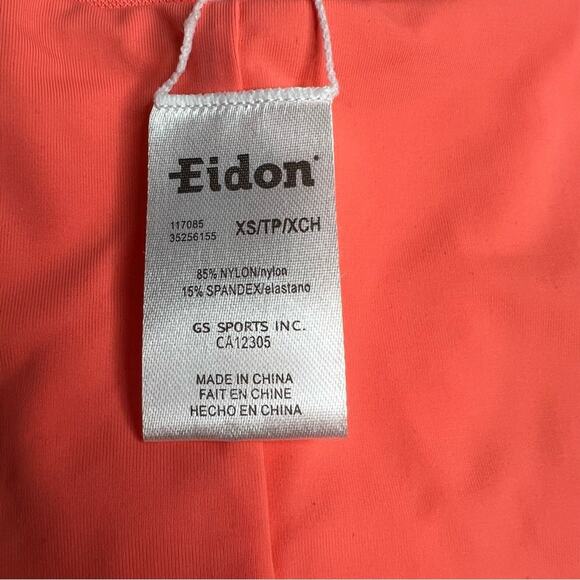 Eidon
117085
35256155
XS/TP/XCH
85% NYLON/nylon
15% SPANDEX/elastano
GS SPORTS INC.
CA12305
MADE IN CHINA
FAIT EN CHINE
HECHO EN CHINA